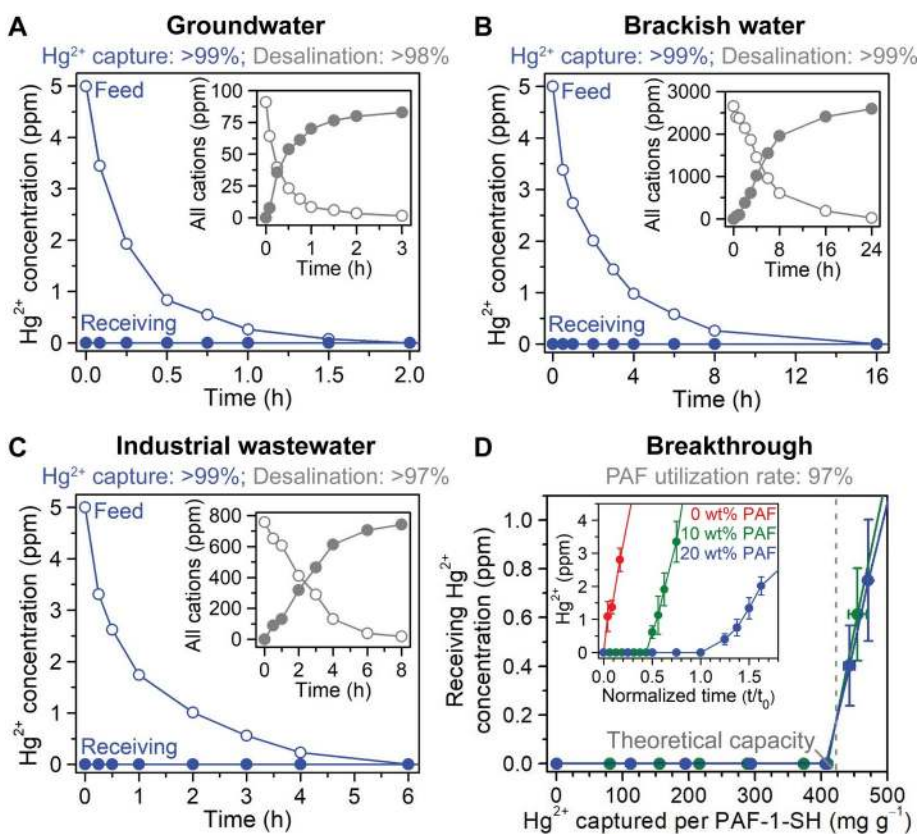 A
Groundwater
Hg²⁺ capture: >99%; Desalination: >98%
Hg²⁺ concentration (ppm)
5
4
3
2
1
0
Feed
Receiving
0.0
0.5
1.0
1.5
2.0
Time (h)
All cations (ppm)
100
75
50
25
0
0
1
2
3
Time (h)
B
Brackish water
Hg²⁺ capture: >99%; Desalination: >99%
Hg²⁺ concentration (ppm)
5
4
3
2
1
0
Feed
Receiving
0
4
8
12
16
Time (h)
All cations (ppm)
3000
2000
1000
0
0
8
16
24
Time (h)
C
Industrial wastewater
Hg²⁺ capture: >99%; Desalination: >97%
Hg²⁺ concentration (ppm)
5
4
3
2
1
0
Feed
Receiving
0
1
2
3
4
5
6
Time (h)
All cations (ppm)
800
600
400
200
0
0
2
4
6
8
Time (h)
D
Breakthrough
PAF utilization rate: 97%
Receiving Hg²⁺
concentration (ppm)
1.0
0.8
0.6
0.4
0.2
0.0
0
100
200
300
400
500
Hg²⁺ captured per PAF-1-SH (mg g⁻¹)
Theoretical capacity
Hg²⁺ (ppm)
4
2
0
0 wt% PAF
10 wt% PAF
20 wt% PAF
0.0
0.5
1.0
1.5
Normalized time (t/t₀)